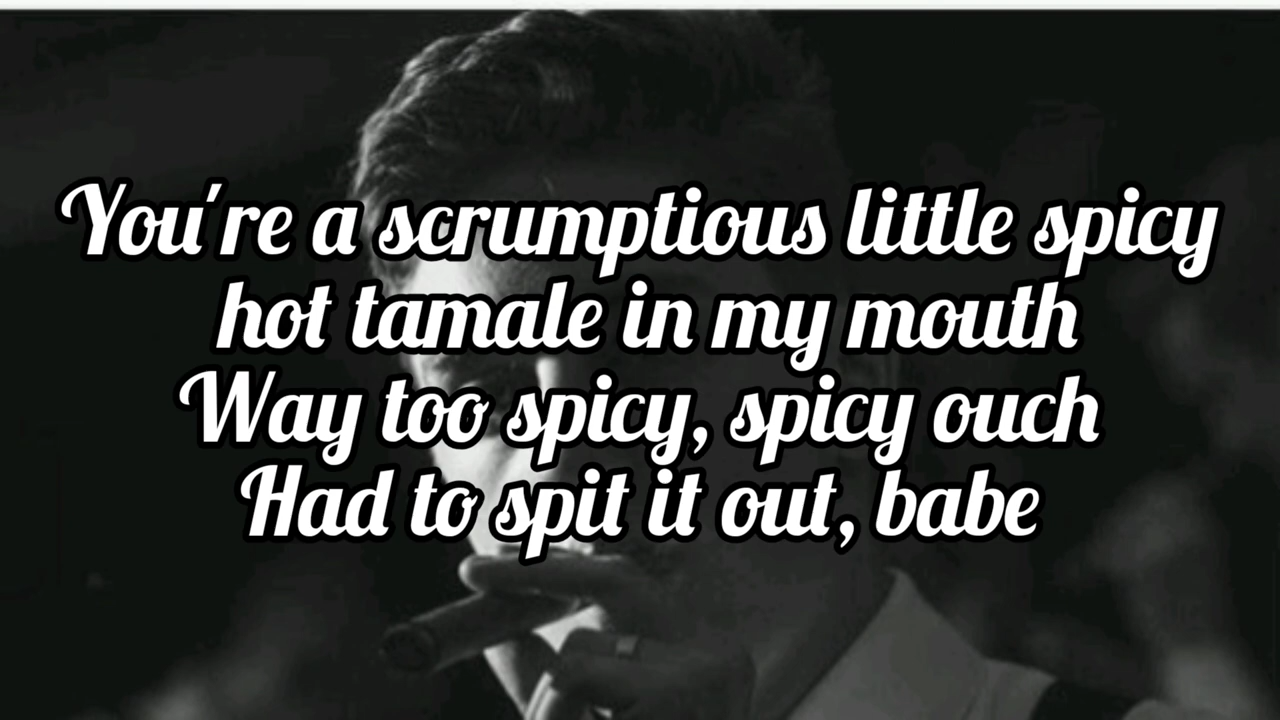 You're a scrumptious little spicy
hot tamale in my mouth
Way too spicy, spicy ouch
Had to spit it out, babe